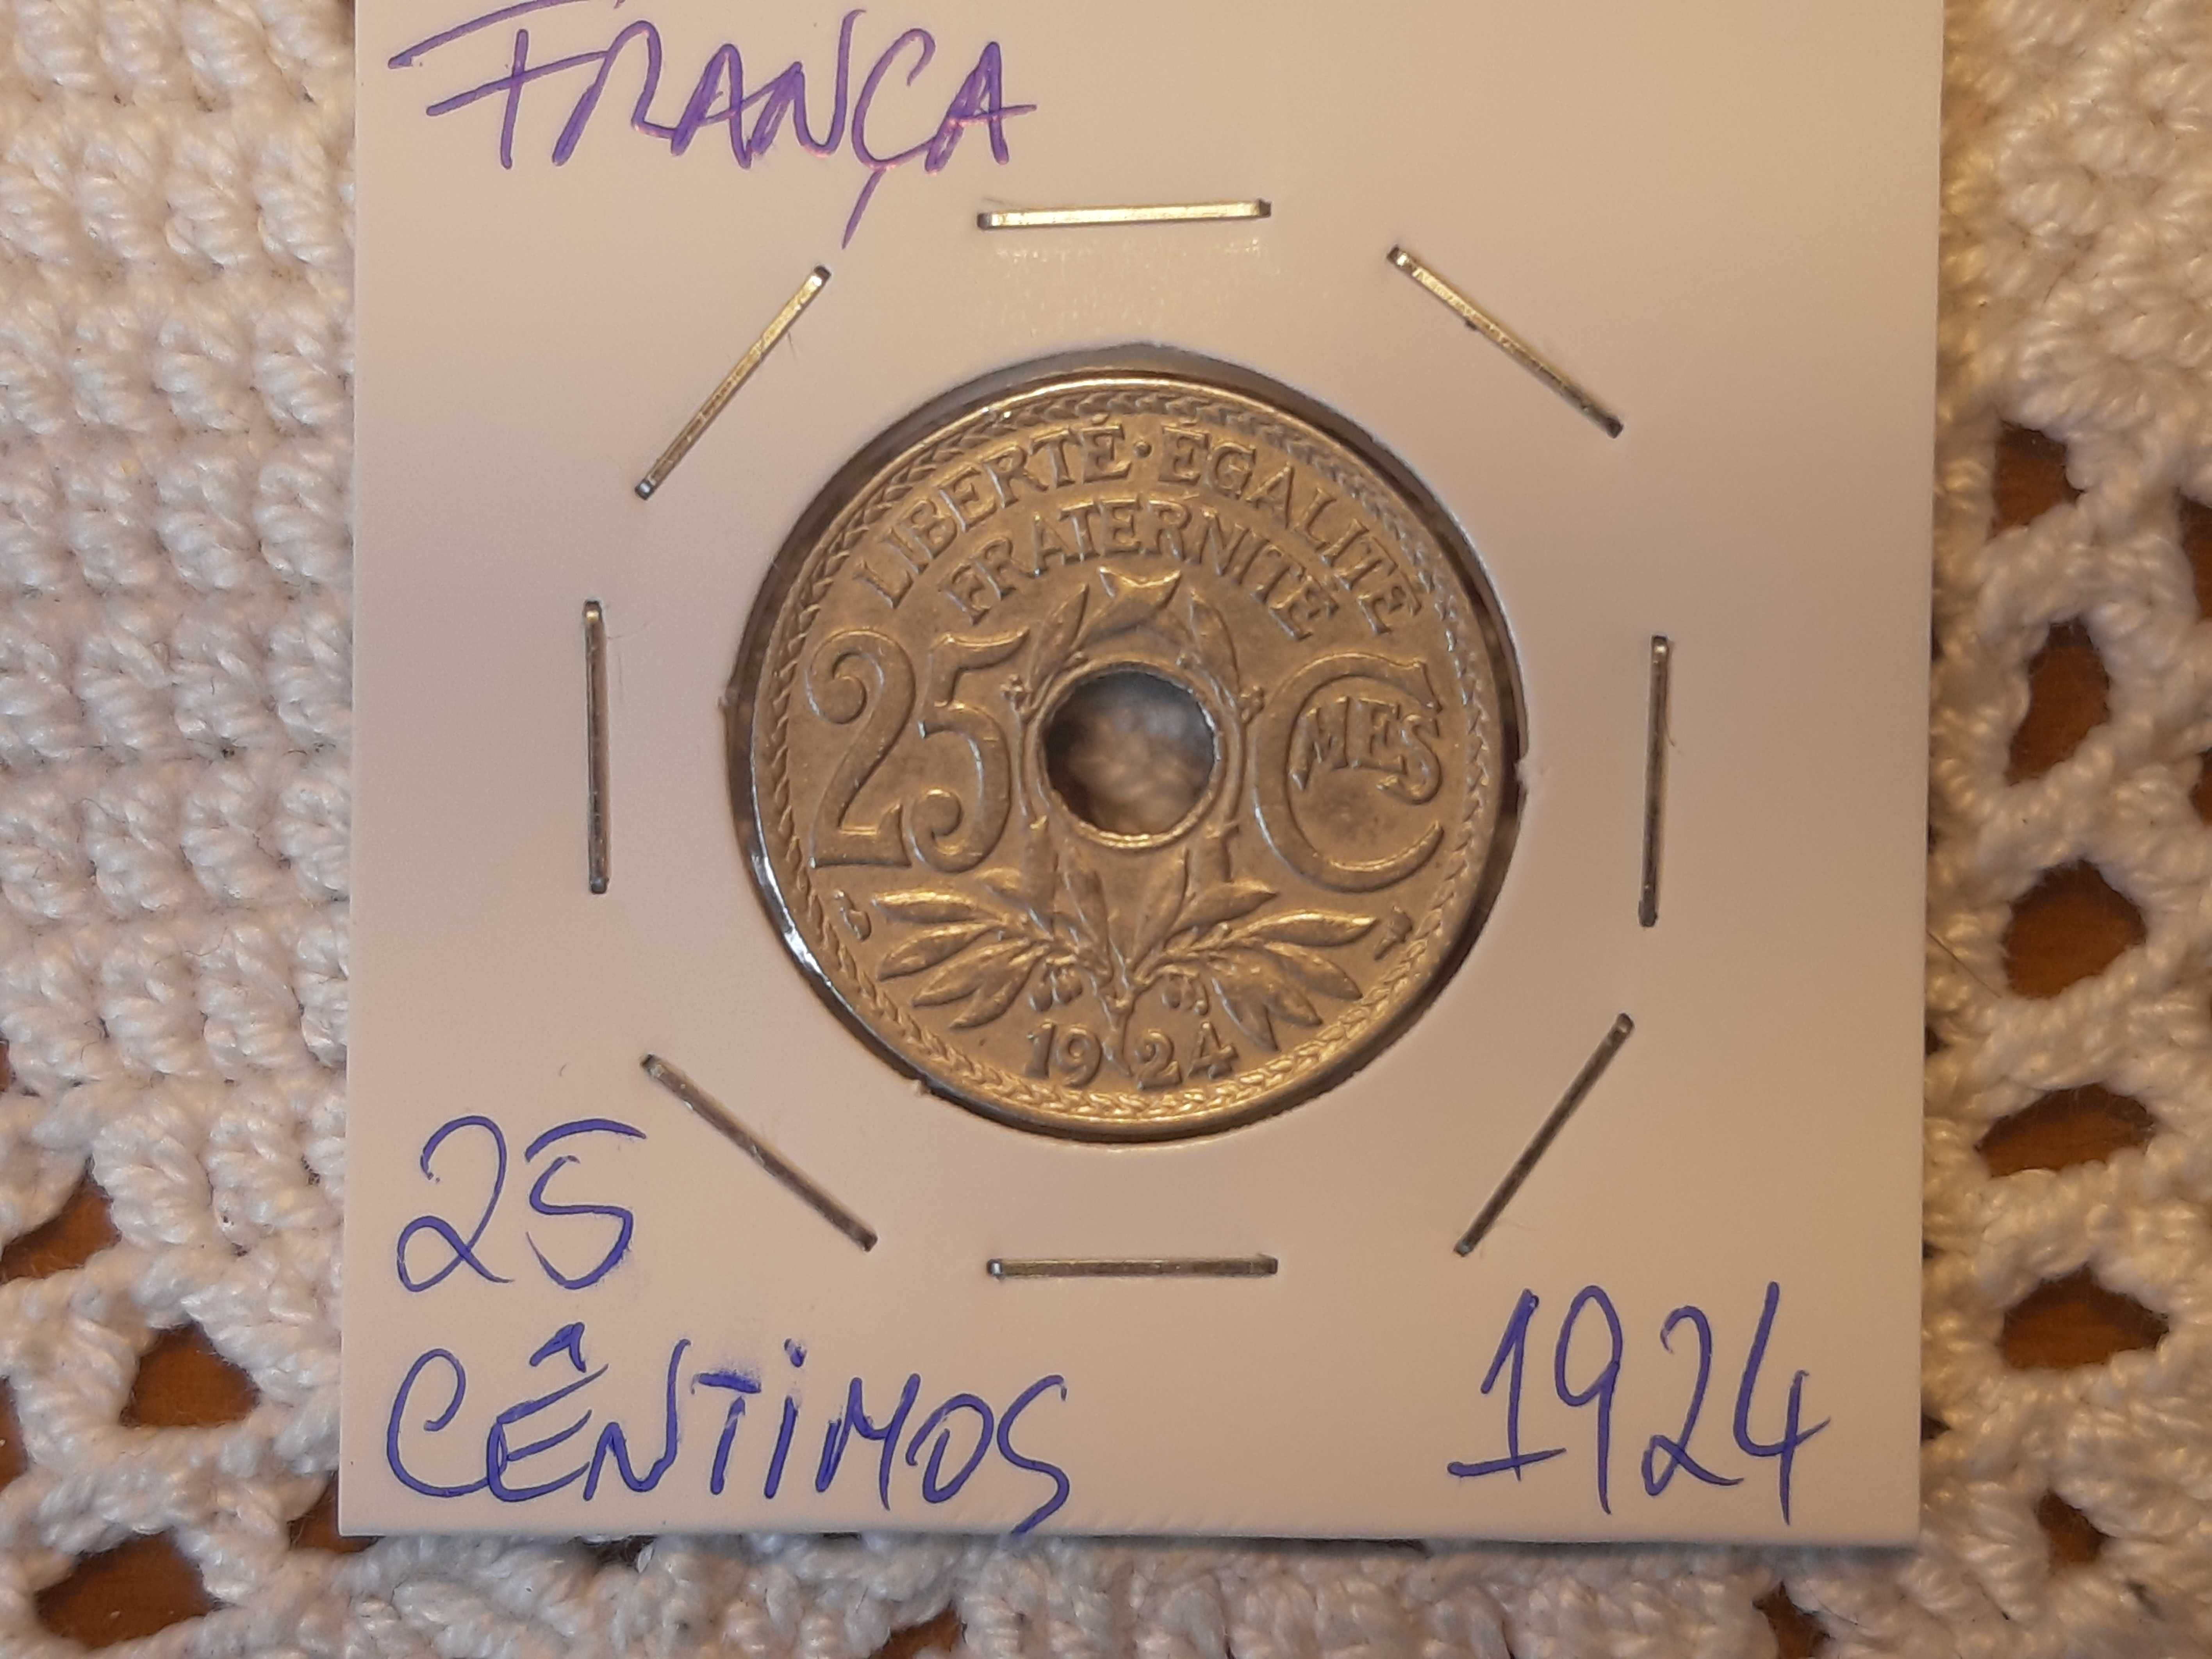 FRANÇA
LIBERTÉ·ÉGALITÉ
FRATERNITÉ
25 CMES
1924
25
CÊNTIMOS
1924